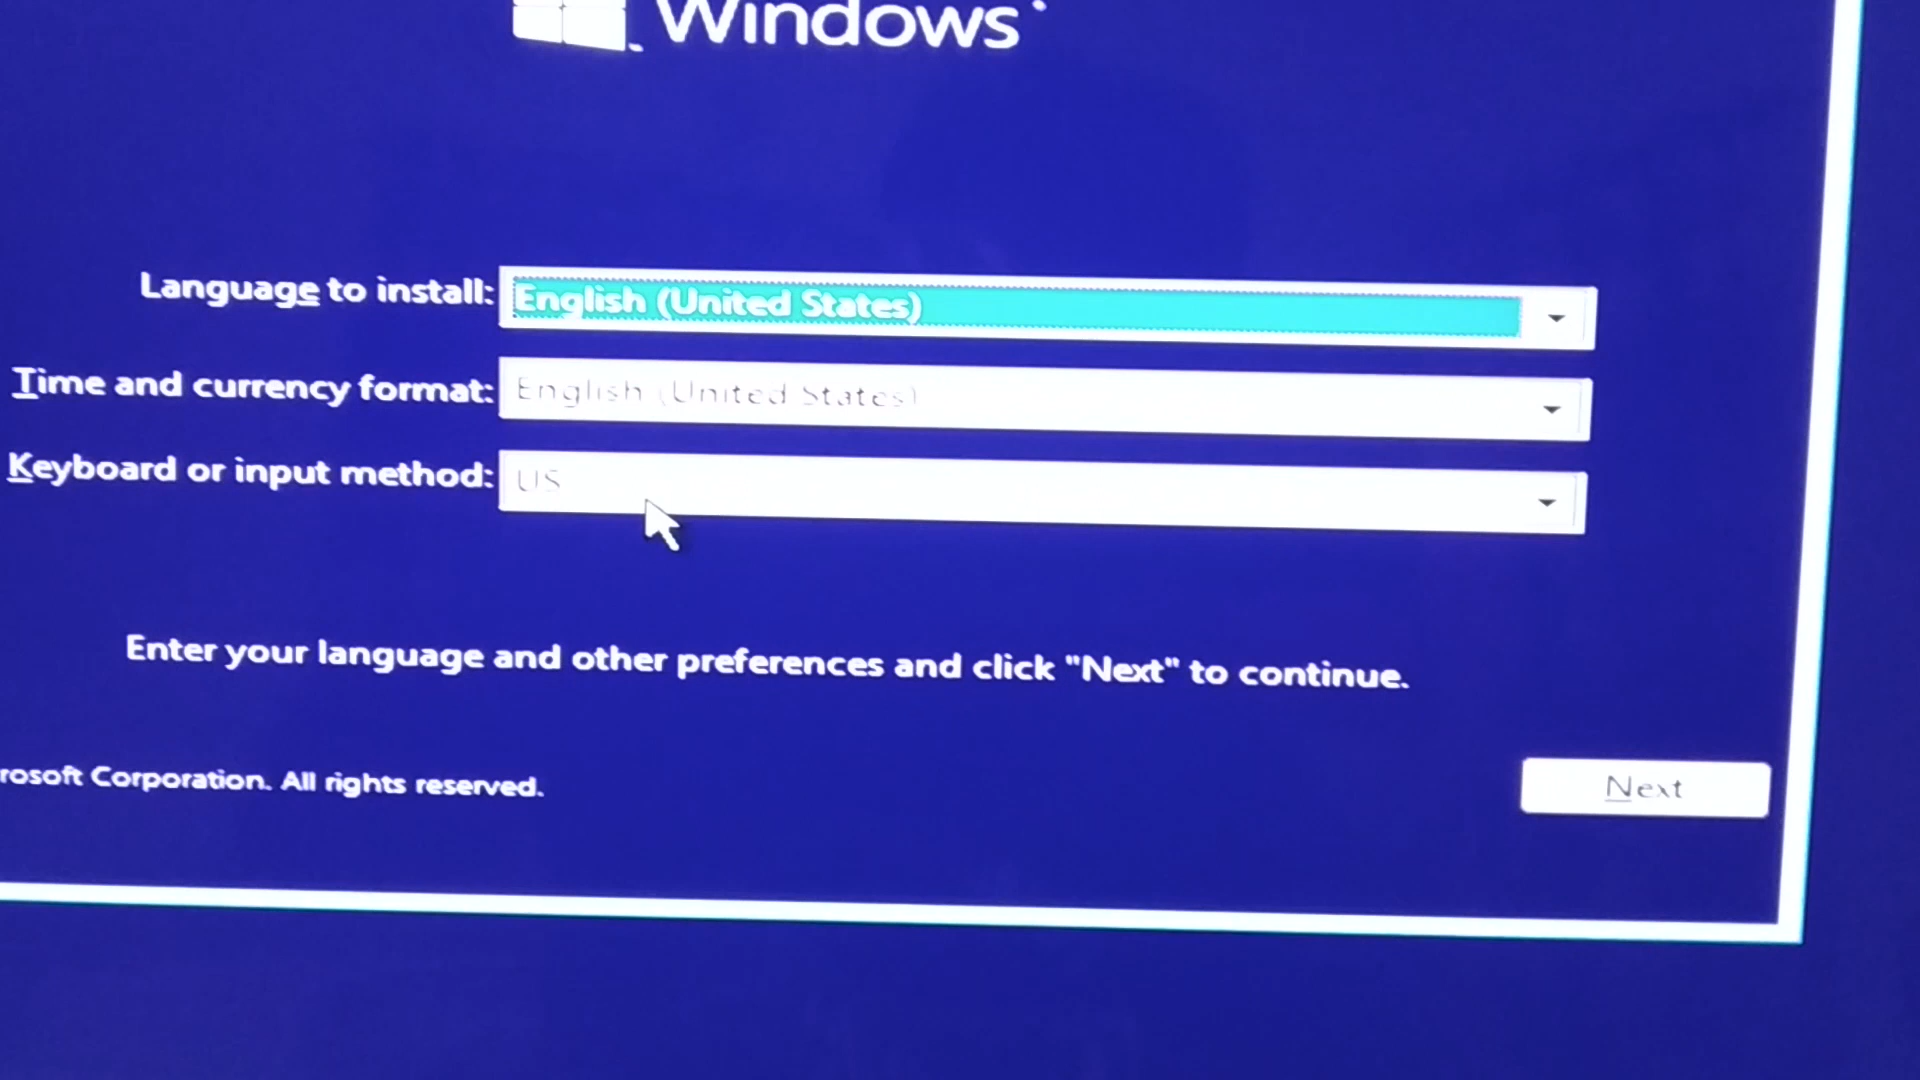 Windows
Language to install: English (United States)
Time and currency format: English (United States)
Keyboard or input method: US
Enter your language and other preferences and click "Next" to continue.
rosoft Corporation. All rights reserved.
Next